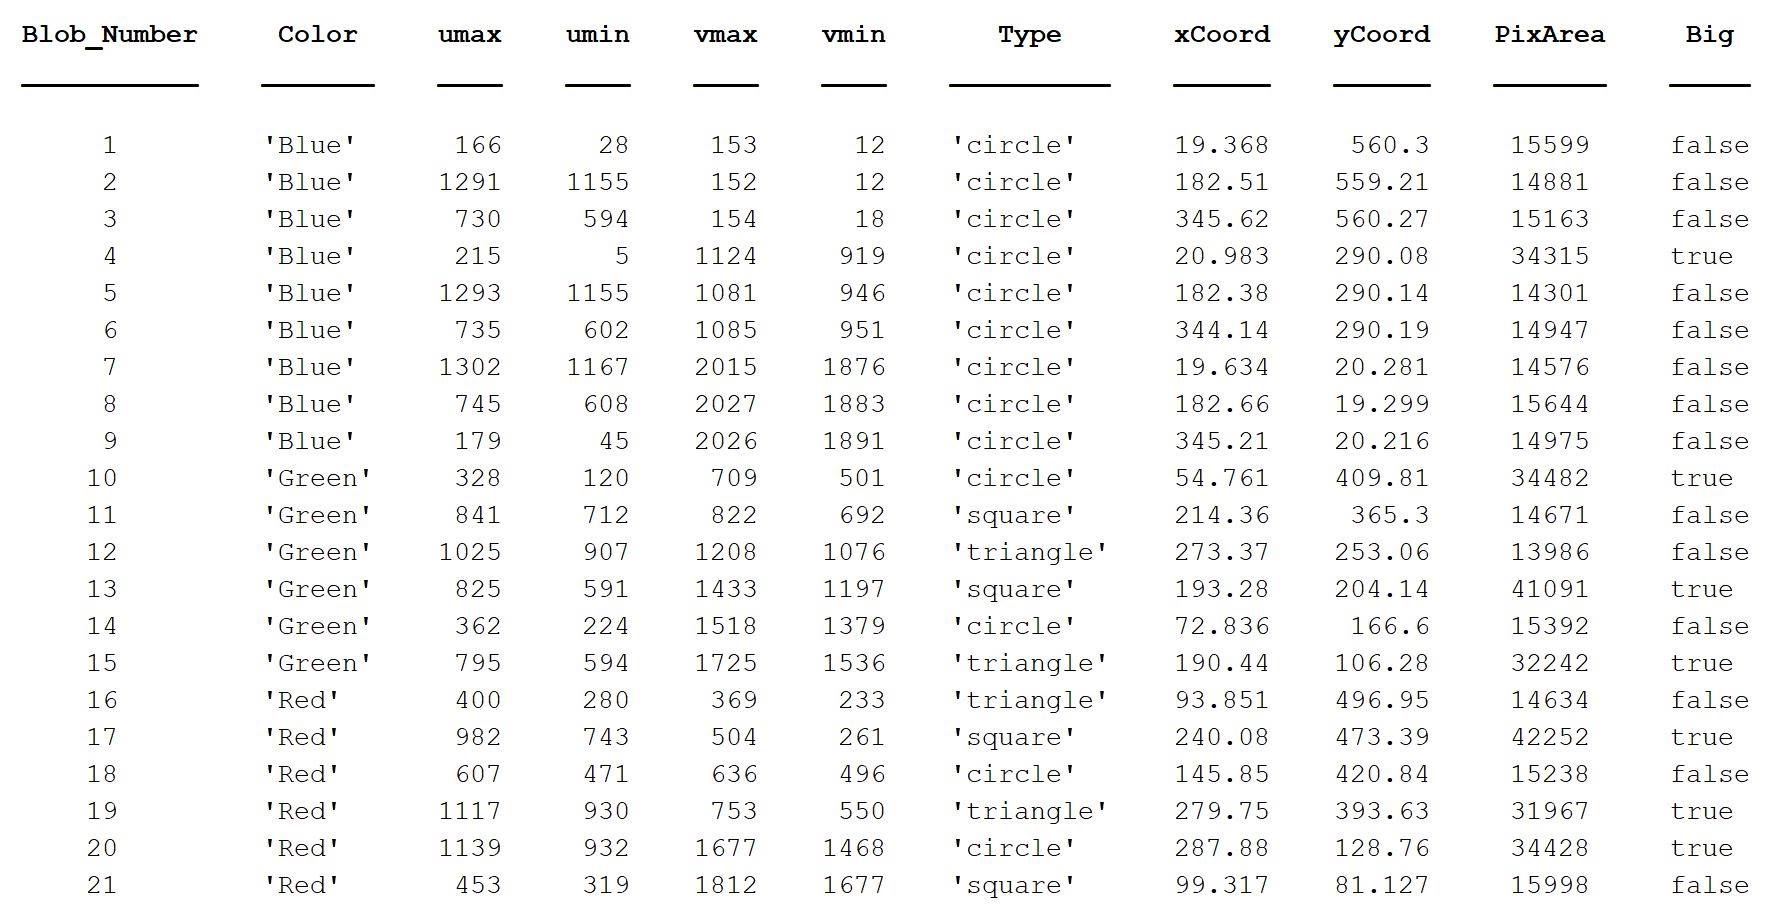 Blob_Number Color umax umin vmax vmin Type xCoord yCoord PixArea Big
1 'Blue' 166 28 153 12 'circle' 19.368 560.3 15599 false
2 'Blue' 1291 1155 152 12 'circle' 182.51 559.21 14881 false
3 'Blue' 730 594 154 18 'circle' 345.62 560.27 15163 false
4 'Blue' 215 5 1124 919 'circle' 20.983 290.08 34315 true
5 'Blue' 1293 1155 1081 946 'circle' 182.38 290.14 14301 false
6 'Blue' 735 602 1085 951 'circle' 344.14 290.19 14947 false
7 'Blue' 1302 1167 2015 1876 'circle' 19.634 20.281 14576 false
8 'Blue' 745 608 2027 1883 'circle' 182.66 19.299 15644 false
9 'Blue' 179 45 2026 1891 'circle' 345.21 20.216 14975 false
10 'Green' 328 120 709 501 'circle' 54.761 409.81 34482 true
11 'Green' 841 712 822 692 'square' 214.36 365.3 14671 false
12 'Green' 1025 907 1208 1076 'triangle' 273.37 253.06 13986 false
13 'Green' 825 591 1433 1197 'square' 193.28 204.14 41091 true
14 'Green' 362 224 1518 1379 'circle' 72.836 166.6 15392 false
15 'Green' 795 594 1725 1536 'triangle' 190.44 106.28 32242 true
16 'Red' 400 280 369 233 'triangle' 93.851 496.95 14634 false
17 'Red' 982 743 504 261 'square' 240.08 473.39 42252 true
18 'Red' 607 471 636 496 'circle' 145.85 420.84 15238 false
19 'Red' 1117 930 753 550 'triangle' 279.75 393.63 31967 true
20 'Red' 1139 932 1677 1468 'circle' 287.88 128.76 34428 true
21 'Red' 453 319 1812 1677 'square' 99.317 81.127 15998 false